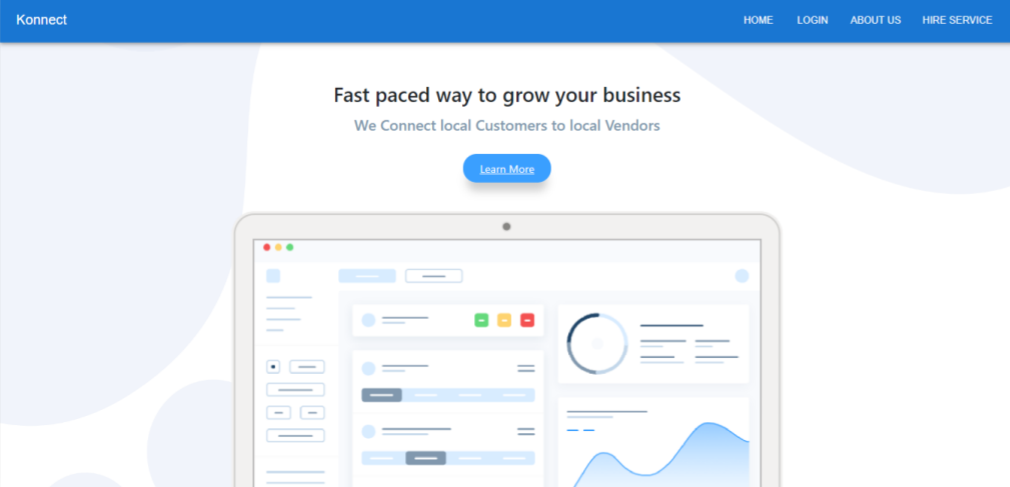 Konnect
HOME LOGIN ABOUT US HIRE SERVICE
Fast paced way to grow your business
We Connect local Customers to local Vendors
Learn More